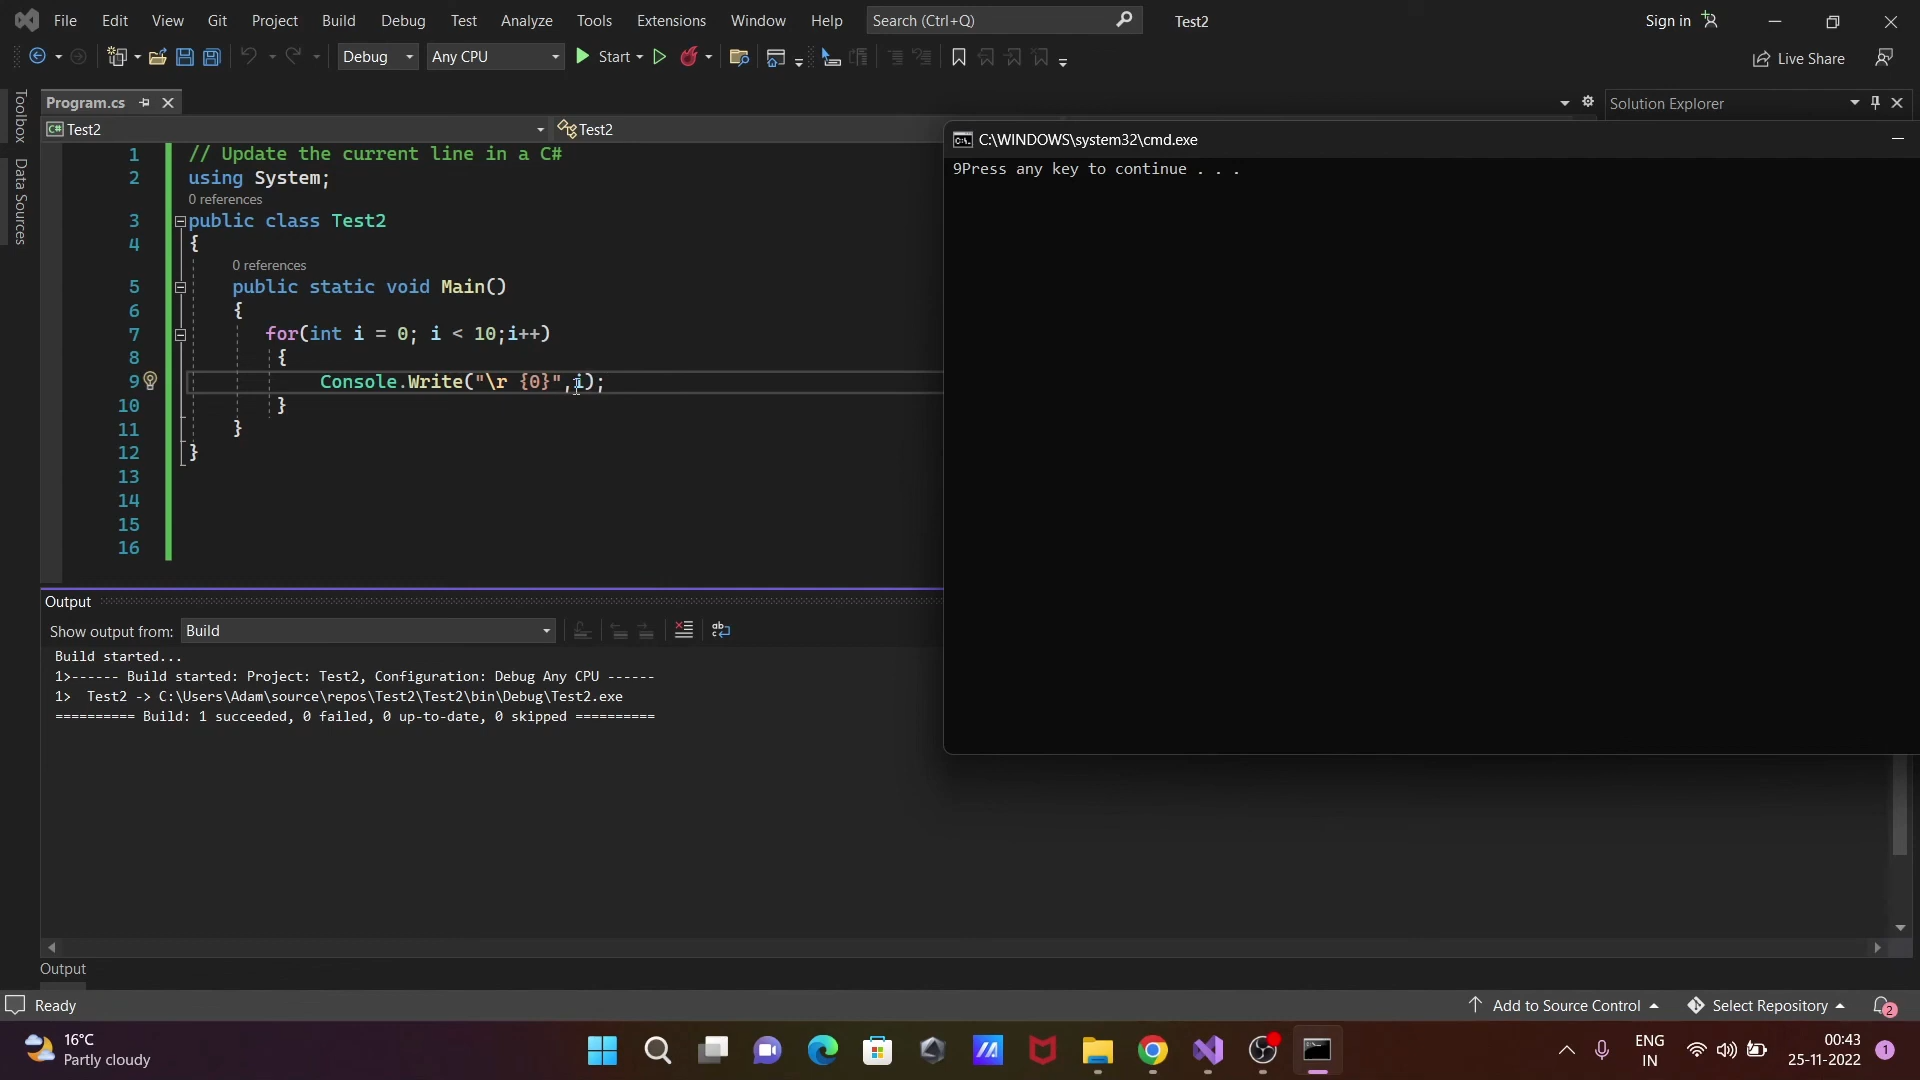 File Edit View Git Project Build Debug Test Analyze Tools Extensions Window Help Search (Ctrl+Q) Test2 Sign in
Debug Any CPU Start Live Share
Toolbox
Data Sources
Program.cs
Solution Explorer
C# Test2
Test2
1 // Update the current line in a C#
2 using System;
0 references
3 public class Test2
4 {
0 references
5 public static void Main()
6 {
7 for(int i = 0; i < 10;i++)
8 {
9 Console.Write("\r {0}",i);
10 }
11 }
12 }
13
14
15
16
C:\WINDOWS\system32\cmd.exe
9Press any key to continue . . .
Output
Show output from: Build
Build started...
1>------ Build started: Project: Test2, Configuration: Debug Any CPU ------
1>  Test2 -> C:\Users\Adam\source\repos\Test2\Test2\bin\Debug\Test2.exe
========== Build: 1 succeeded, 0 failed, 0 up-to-date, 0 skipped ==========
Output
Ready
Add to Source Control Select Repository 2
16°C
Partly cloudy
ENG
IN
00:43
25-11-2022
1